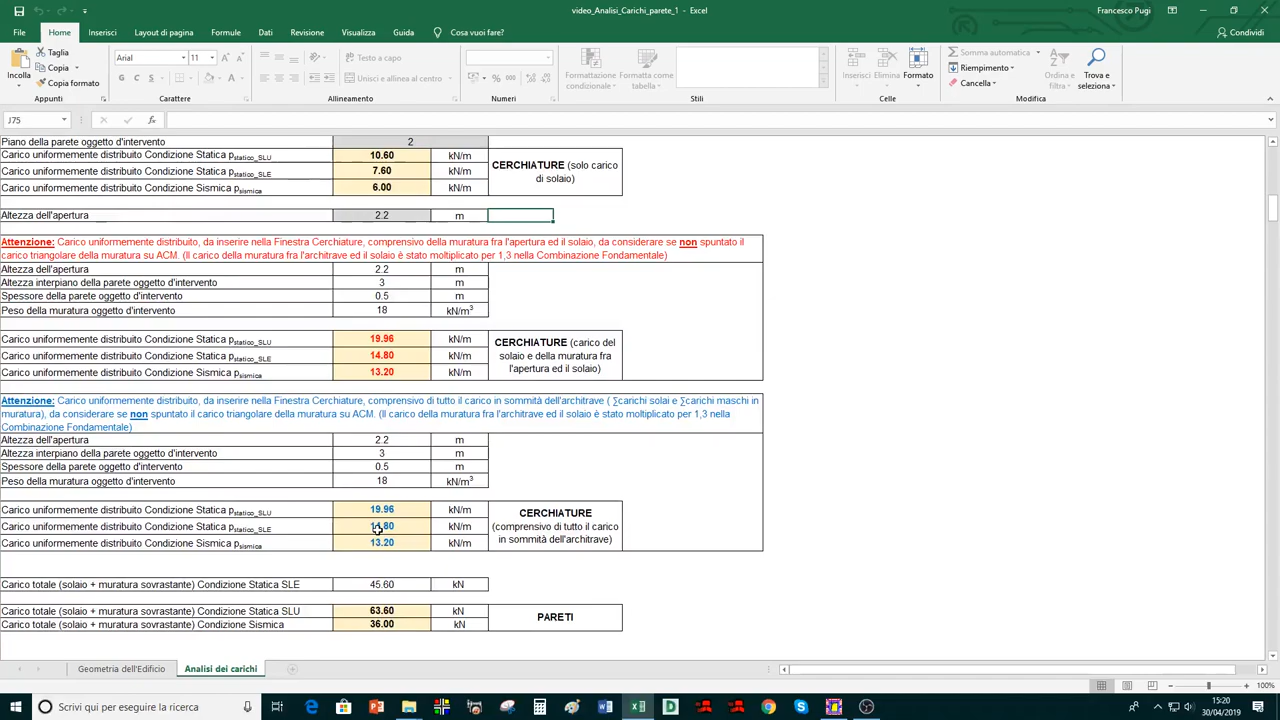 video_Analisi_Carichi_parete_1 - Excel
Francesco Pugi
File Home Inserisci Layout di pagina Formule Dati Revisione Visualizza Guida Cosa vuoi fare? Condividi
Incolla
Taglia
Copia
Copia formato
Appunti
Arial 11
Carattere
Testo a capo
Unisci e allinea al centro
Allineamento
Numeri
Formattazione condizionale
Formatta come tabella
Stili
Inserisci Elimina Formato
Celle
Somma automatica
Riempimento
Cancella
Ordina e filtra
Trova e seleziona
Modifica
J75
Piano della parete oggetto d'intervento 2
Carico uniformemente distribuito Condizione Statica pstatico_SLU 10.60 kN/m
Carico uniformemente distribuito Condizione Statica pstatico_SLE 7.60 kN/m
Carico uniformemente distribuito Condizione Sismica psismica 6.00 kN/m
CERCHIATURE (solo carico
di solaio)
Altezza dell'apertura 2.2 m
Attenzione: Carico uniformemente distribuito, da inserire nella Finestra Cerchiature, comprensivo della muratura fra l'apertura ed il solaio, da considerare se non spuntato il
carico triangolare della muratura su ACM. (Il carico della muratura fra l'architrave ed il solaio è stato moltiplicato per 1,3 nella Combinazione Fondamentale)
Altezza dell'apertura 2.2 m
Altezza interpiano della parete oggetto d'intervento 3 m
Spessore della parete oggetto d'intervento 0.5 m
Peso della muratura oggetto d'intervento 18 kN/m3
Carico uniformemente distribuito Condizione Statica pstatico_SLU 19.96 kN/m
Carico uniformemente distribuito Condizione Statica pstatico_SLE 14.80 kN/m
Carico uniformemente distribuito Condizione Sismica psismica 13.20 kN/m
CERCHIATURE (carico del
solaio e della muratura fra
l'apertura ed il solaio)
Attenzione: Carico uniformemente distribuito, da inserire nella Finestra Cerchiature, comprensivo di tutto il carico in sommità dell'architrave ( ∑carichi solai e ∑carichi maschi in
muratura), da considerare se non spuntato il carico triangolare della muratura su ACM. (Il carico della muratura fra l'architrave ed il solaio è stato moltiplicato per 1,3 nella
Combinazione Fondamentale)
Altezza dell'apertura 2.2 m
Altezza interpiano della parete oggetto d'intervento 3 m
Spessore della parete oggetto d'intervento 0.5 m
Peso della muratura oggetto d'intervento 18 kN/m3
Carico uniformemente distribuito Condizione Statica pstatico_SLU 19.96 kN/m
Carico uniformemente distribuito Condizione Statica pstatico_SLE 14.80 kN/m
Carico uniformemente distribuito Condizione Sismica psismica 13.20 kN/m
CERCHIATURE
(comprensivo di tutto il carico
in sommità dell'architrave)
Carico totale (solaio + muratura sovrastante) Condizione Statica SLE 45.60 kN
Carico totale (solaio + muratura sovrastante) Condizione Statica SLU 63.60 kN
Carico totale (solaio + muratura sovrastante) Condizione Sismica 36.00 kN
PARETI
Geometria dell'Edificio Analisi dei carichi
100%
Scrivi qui per eseguire la ricerca
15:20
30/04/2019